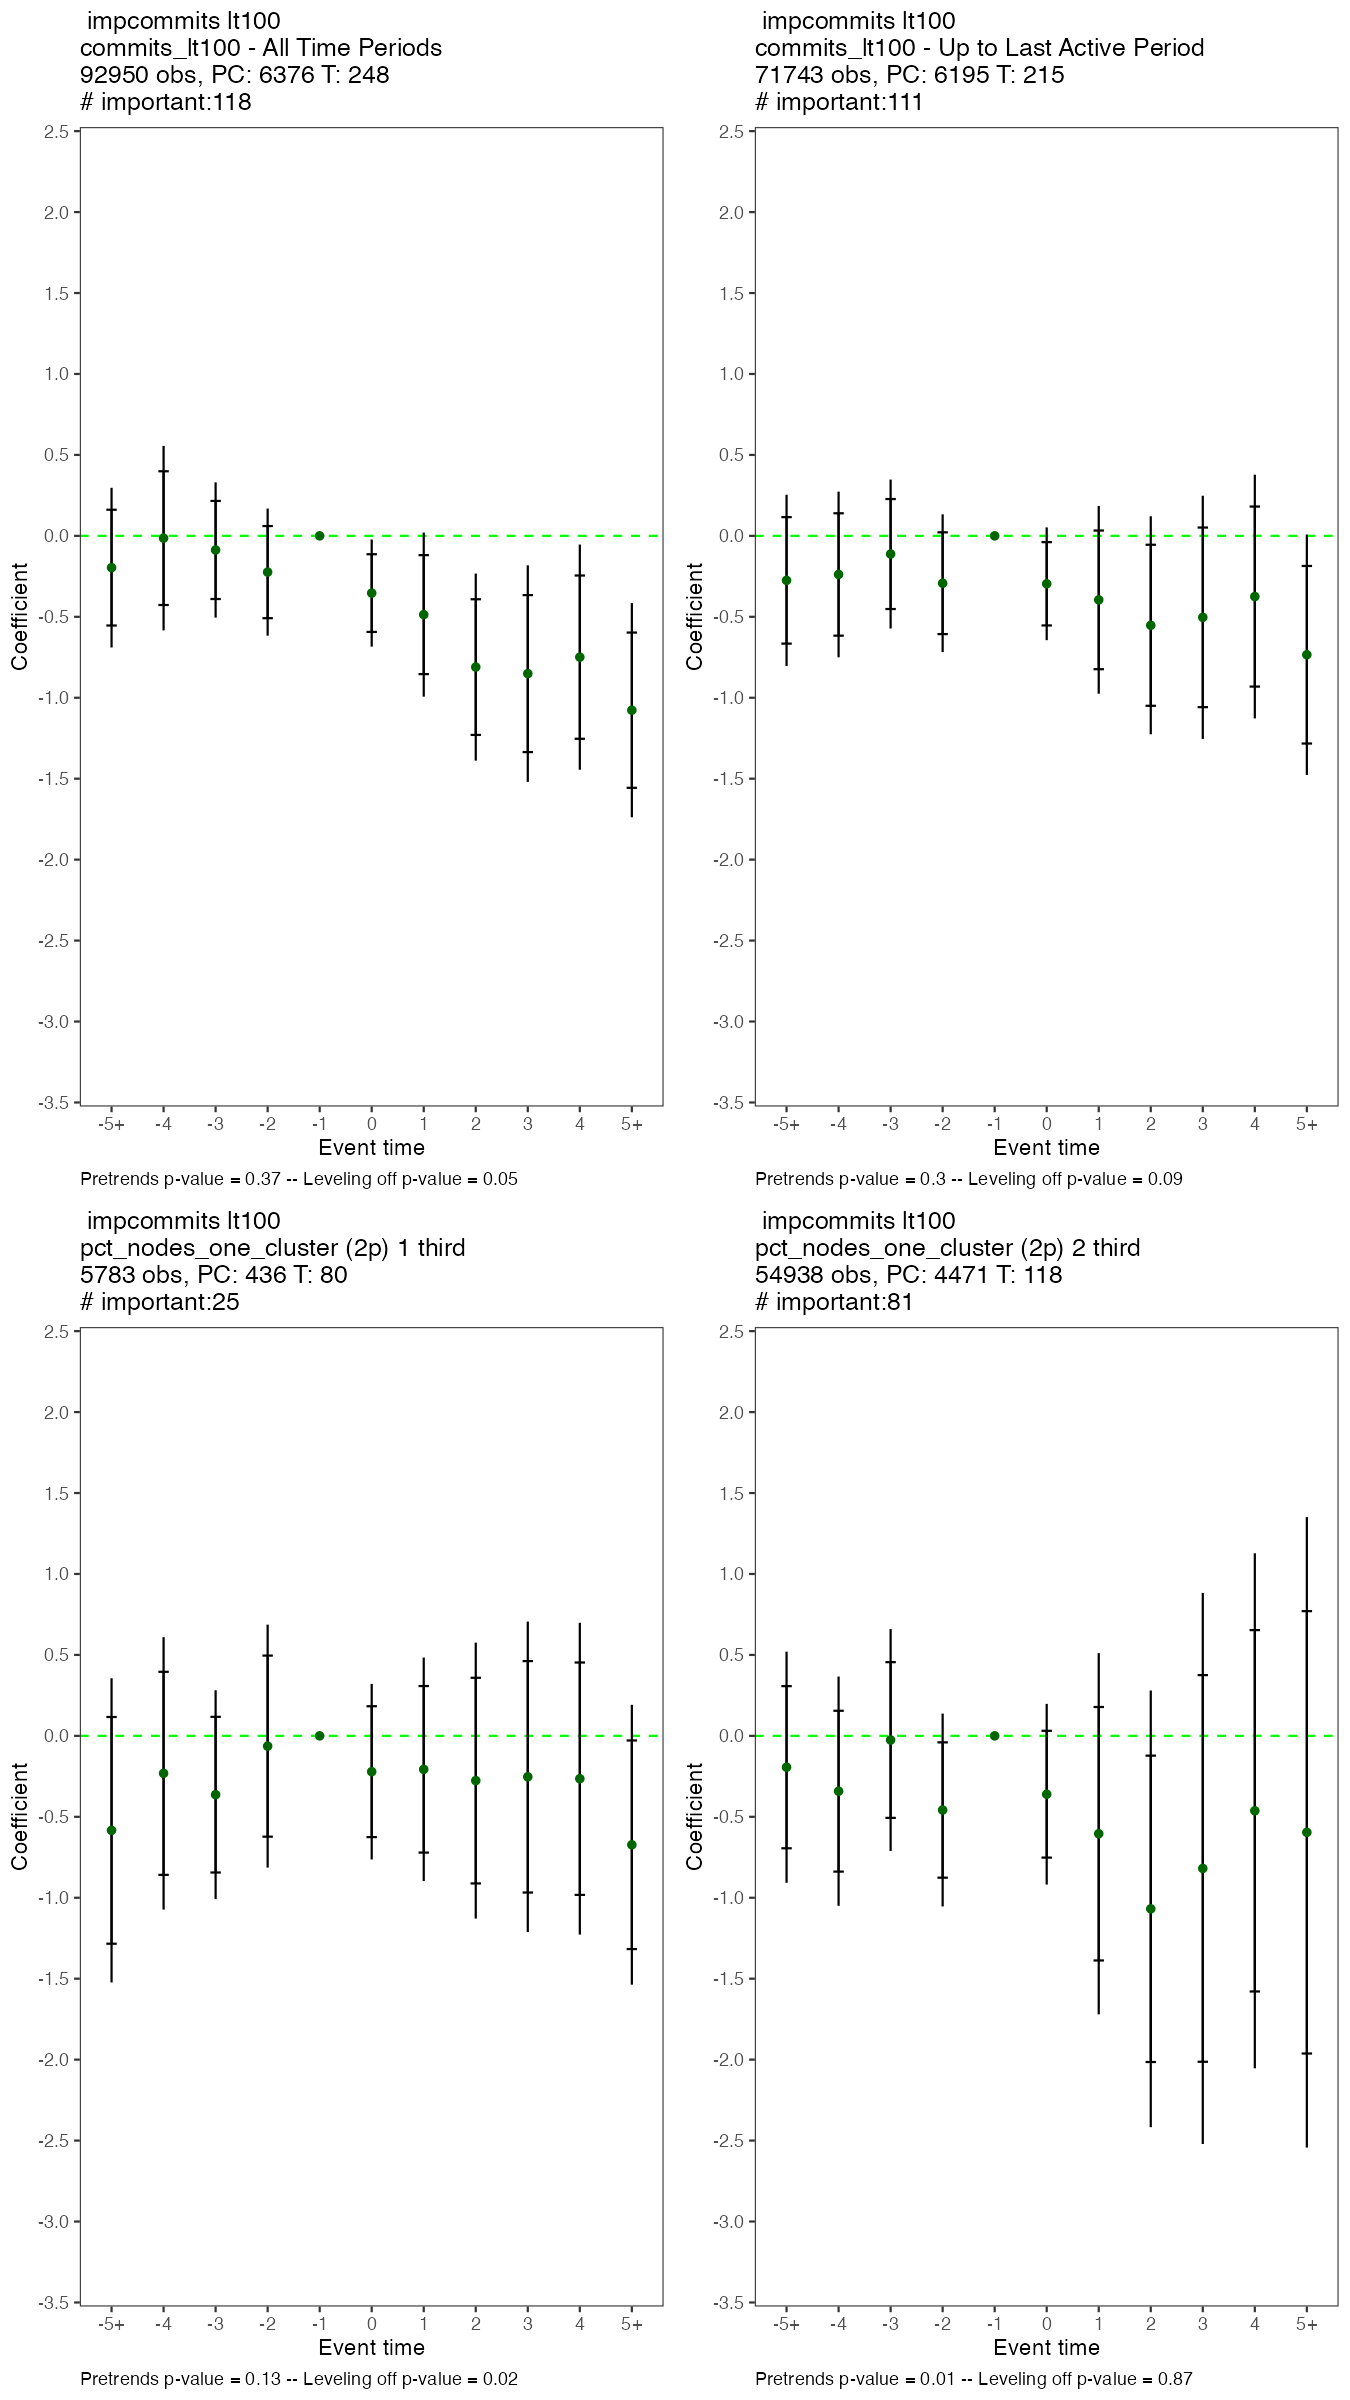 impcommits lt100
commits_lt100 - All Time Periods
92950 obs, PC: 6376 T: 248
# important:118
2.5
2.0
1.5
1.0
0.5
0.0
-0.5
-1.0
-1.5
-2.0
-2.5
-3.0
-3.5
Coefficient
-5+ -4 -3 -2 -1 0 1 2 3 4 5+
Event time
Pretrends p-value = 0.37 -- Leveling off p-value = 0.05
impcommits lt100
commits_lt100 - Up to Last Active Period
71743 obs, PC: 6195 T: 215
# important:111
2.5
2.0
1.5
1.0
0.5
0.0
-0.5
-1.0
-1.5
-2.0
-2.5
-3.0
-3.5
Coefficient
-5+ -4 -3 -2 -1 0 1 2 3 4 5+
Event time
Pretrends p-value = 0.3 -- Leveling off p-value = 0.09
impcommits lt100
pct_nodes_one_cluster (2p) 1 third
5783 obs, PC: 436 T: 80
# important:25
2.5
2.0
1.5
1.0
0.5
0.0
-0.5
-1.0
-1.5
-2.0
-2.5
-3.0
-3.5
Coefficient
-5+ -4 -3 -2 -1 0 1 2 3 4 5+
Event time
Pretrends p-value = 0.13 -- Leveling off p-value = 0.02
impcommits lt100
pct_nodes_one_cluster (2p) 2 third
54938 obs, PC: 4471 T: 118
# important:81
2.5
2.0
1.5
1.0
0.5
0.0
-0.5
-1.0
-1.5
-2.0
-2.5
-3.0
-3.5
Coefficient
-5+ -4 -3 -2 -1 0 1 2 3 4 5+
Event time
Pretrends p-value = 0.01 -- Leveling off p-value = 0.87